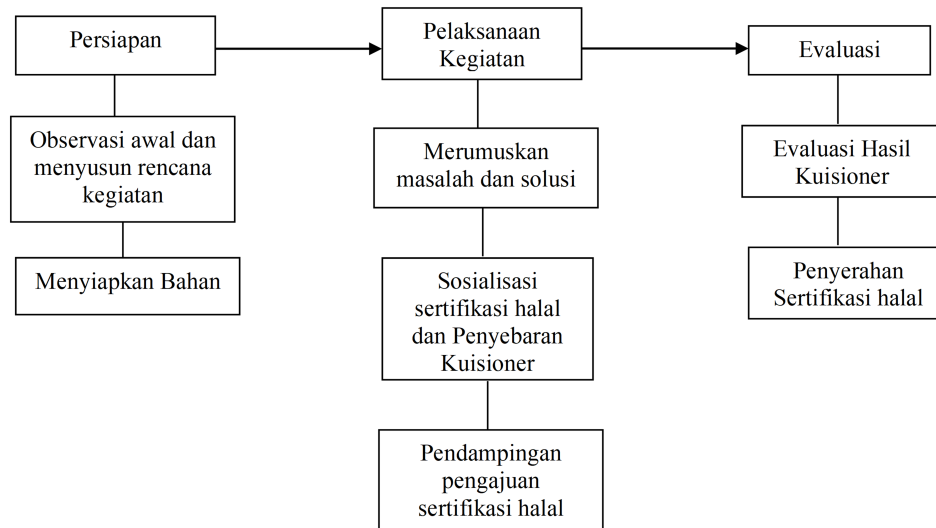 Persiapan
Observasi awal dan
menyusun rencana
kegiatan
Menyiapkan Bahan
Pelaksanaan
Kegiatan
Merumuskan
masalah dan solusi
Sosialisasi
sertifikasi halal
dan Penyebaran
Kuisioner
Pendampingan
pengajuan
sertifikasi halal
Evaluasi
Evaluasi Hasil
Kuisioner
Penyerahan
Sertifikasi halal